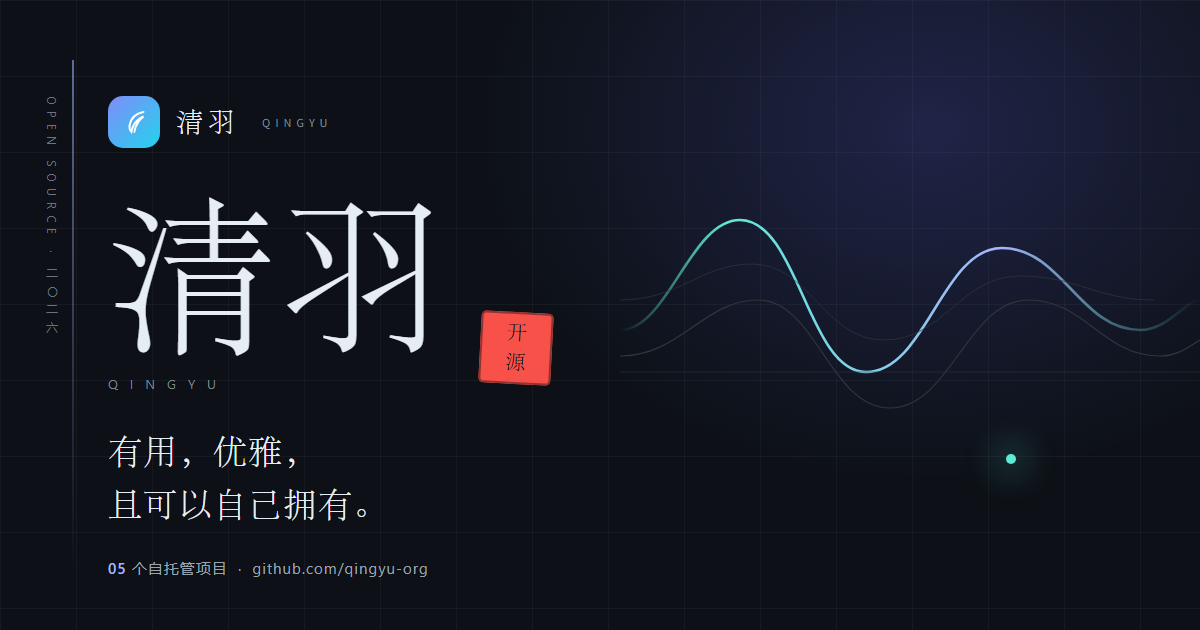 OPEN SOURCE · 二〇二六
清羽 QINGYU
清羽
开
源
QINGYU
有用，优雅，
且可以自己拥有。
05 个自托管项目 · github.com/qingyu-org